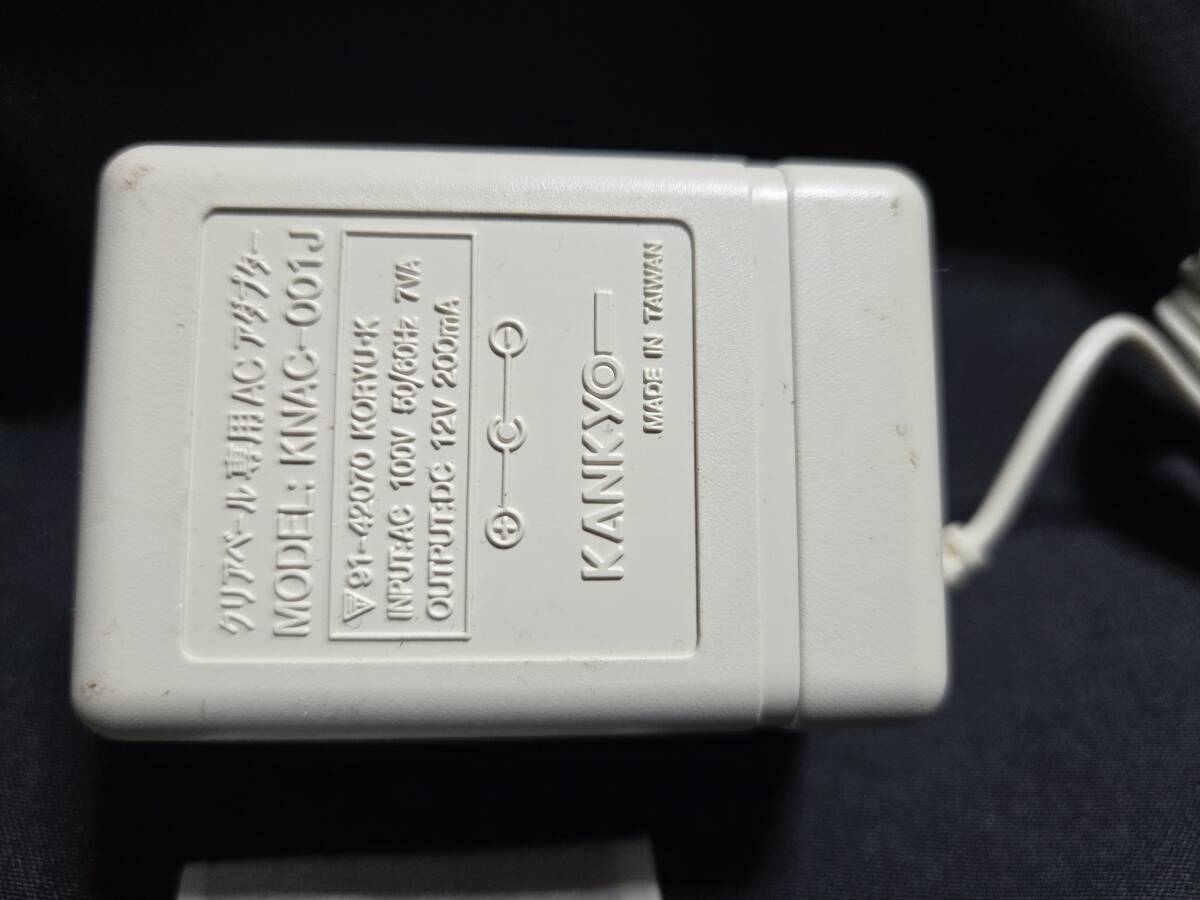 クリアベール専用ACアダプター
MODEL: KNAC-001J
91-42070 KORYU・K
INPUT:AC 100V 50/60Hz 7VA
OUTPUT:DC 12V 200mA
KANKYO
MADE IN TAIWAN